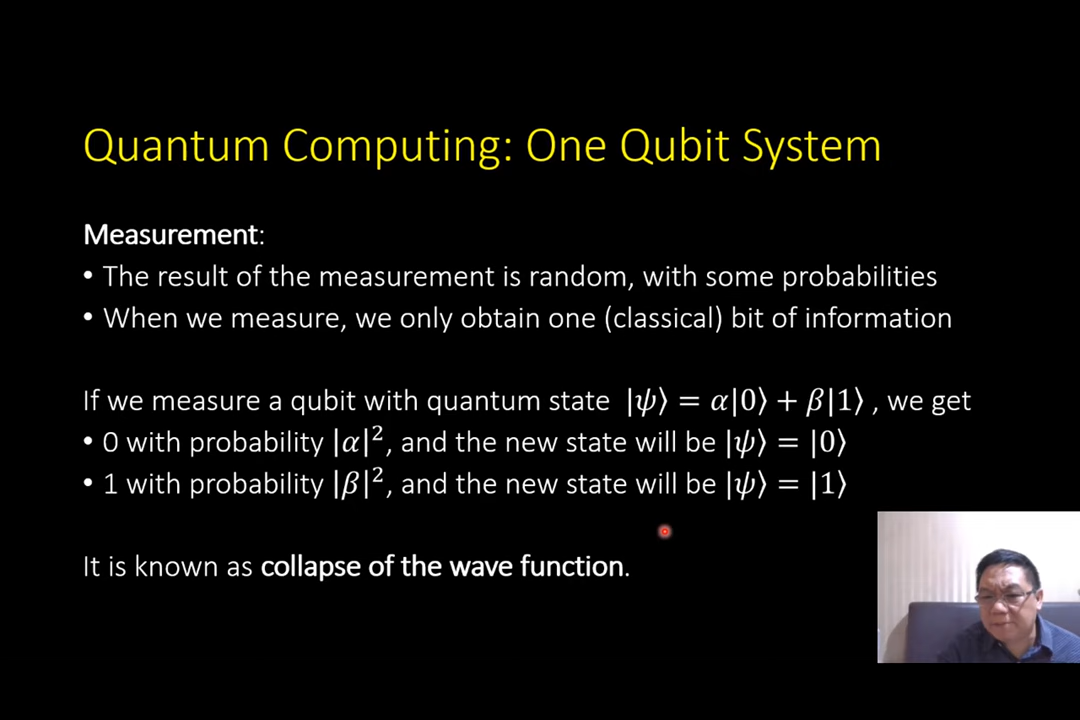 Quantum Computing: One Qubit System
Measurement:
• The result of the measurement is random, with some probabilities
• When we measure, we only obtain one (classical) bit of information
If we measure a qubit with quantum state |ψ⟩ = α|0⟩ + β|1⟩ , we get
• 0 with probability |α|², and the new state will be |ψ⟩ = |0⟩
• 1 with probability |β|², and the new state will be |ψ⟩ = |1⟩
It is known as collapse of the wave function.